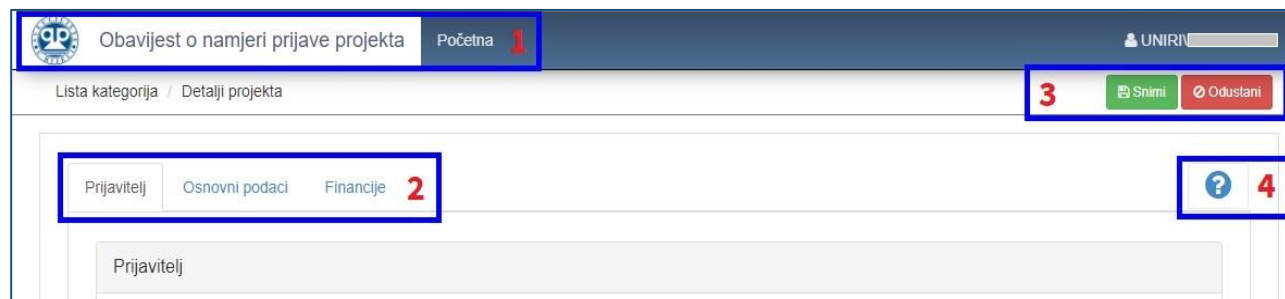 Obavijest o namjeri prijave projekta Početna 1 UNIRI
Lista kategorija / Detalji projekta 3 Snimi Odustani
Prijavitelj Osnovni podaci Financije 2 ? 4
Prijavitelj